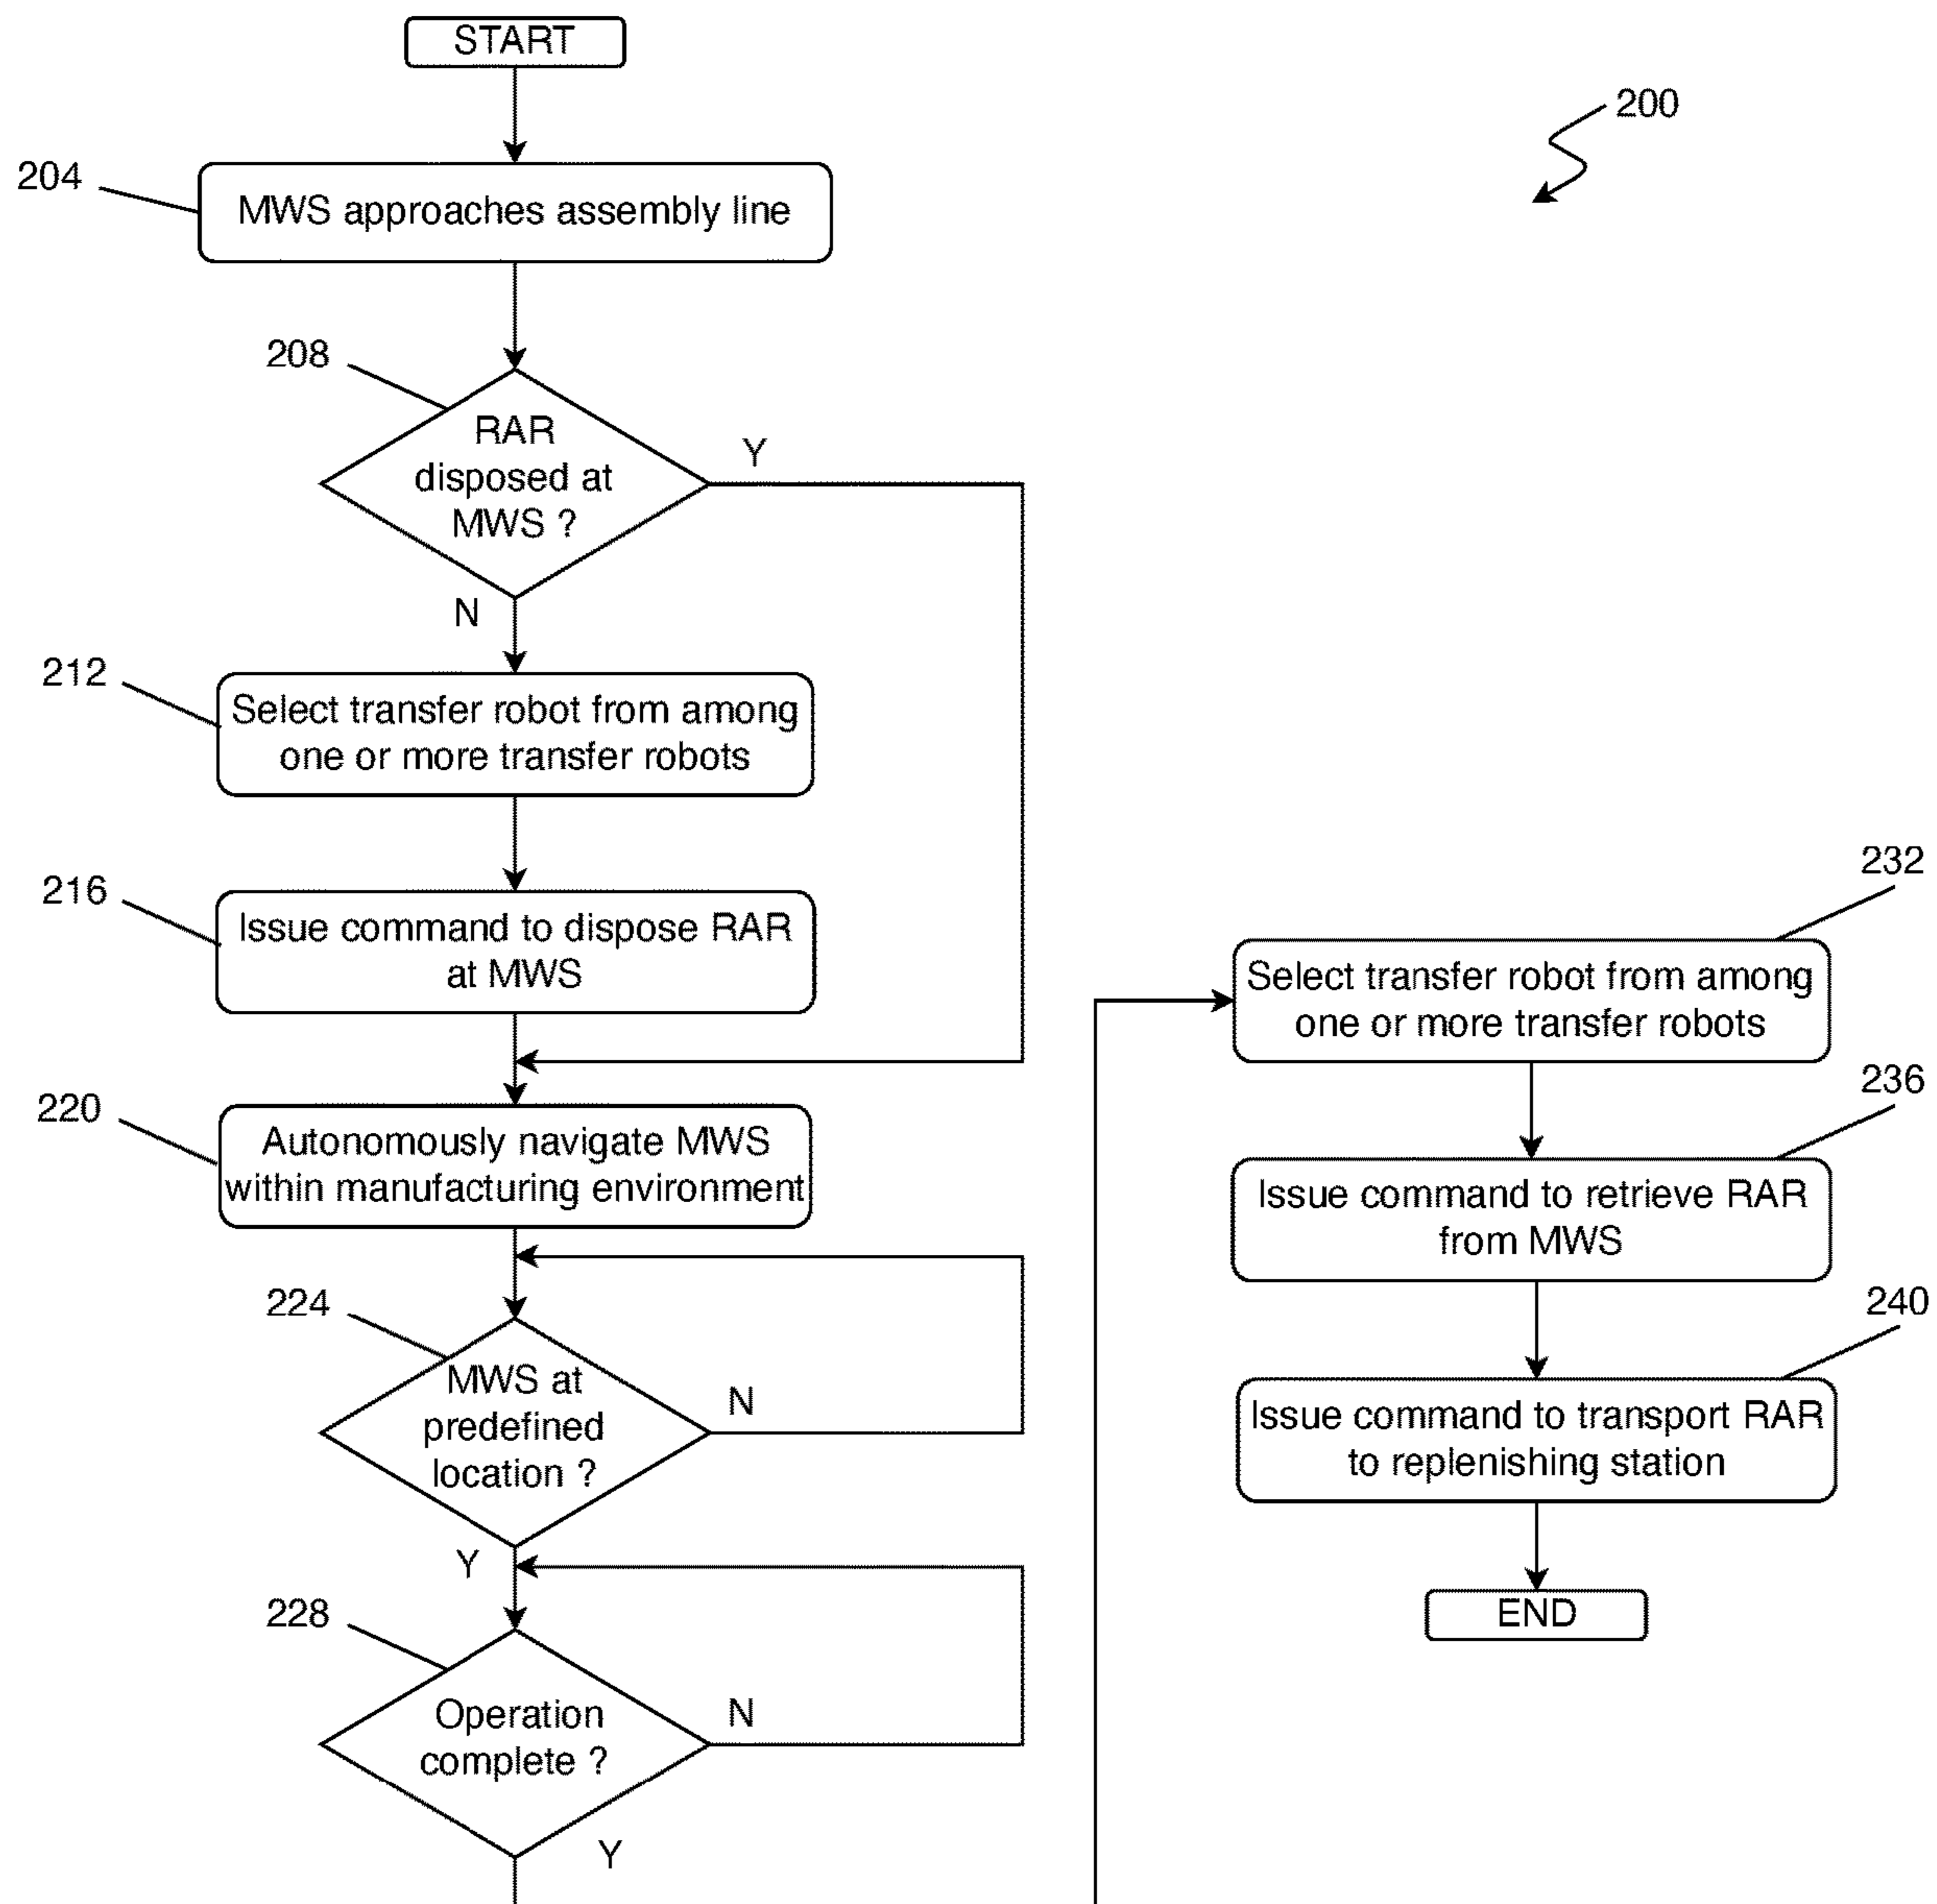 START
200
204
MWS approaches assembly line
208
RAR
disposed at
MWS ?
Y
N
212
Select transfer robot from among
one or more transfer robots
216
Issue command to dispose RAR
at MWS
220
Autonomously navigate MWS
within manufacturing environment
224
MWS at
predefined
location ?
N
Y
228
Operation
complete ?
N
Y
232
Select transfer robot from among
one or more transfer robots
236
Issue command to retrieve RAR
from MWS
240
Issue command to transport RAR
to replenishing station
END